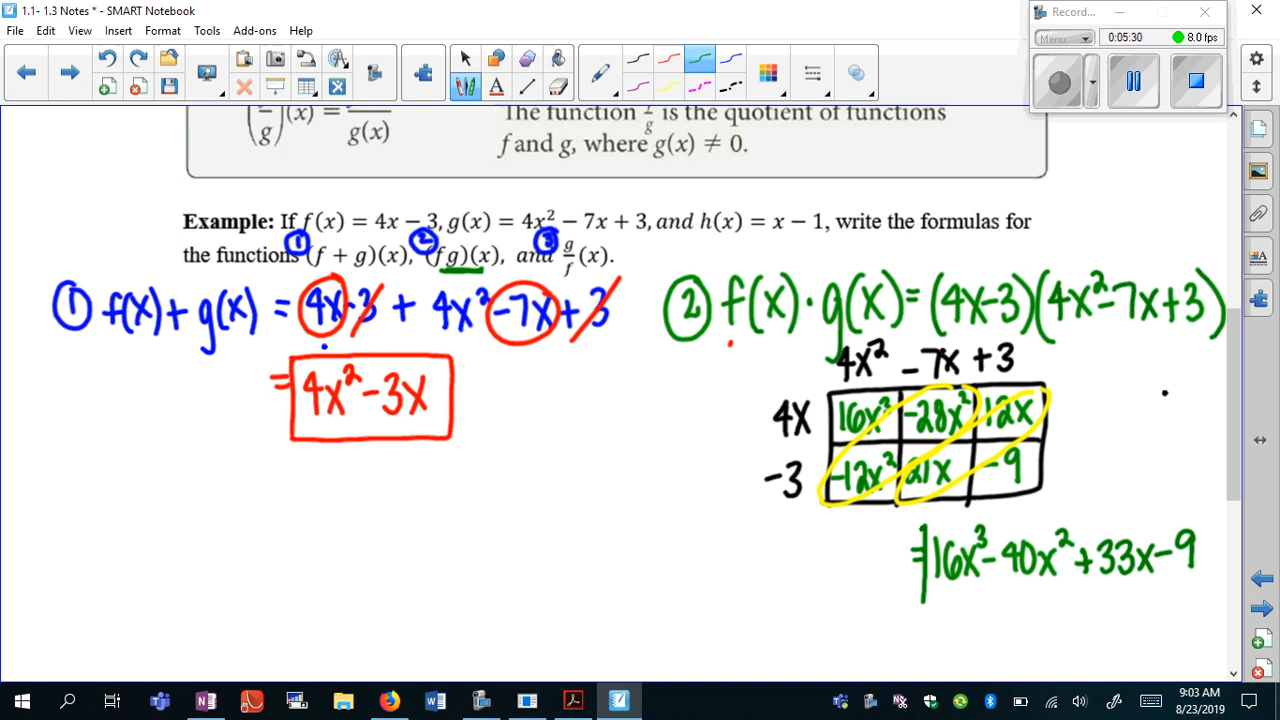 1.1- 1.3 Notes * - SMART Notebook
Record...
File Edit View Insert Format Tools Add-ons Help
Menu
0:05:30
8.0 fps
(f/g)(x) =
g(x)
The function f/g is the quotient of functions
f and g, where g(x) ≠ 0.
Example: If f(x) = 4x − 3, g(x) = 4x² − 7x + 3, and h(x) = x − 1, write the formulas for
① ② ③
the functions (f + g)(x), (fg)(x), and g/f (x).
① f(x) + g(x) = 4x - 3 + 4x² - 7x + 3
= 4x² - 3x
② f(x) · g(x) = (4x-3)(4x²-7x+3)
4x² - 7x + 3
4x 16x³ -28x² 12x
-3 -12x² 21x -9
= 16x³ - 40x² + 33x - 9
9:03 AM
8/23/2019